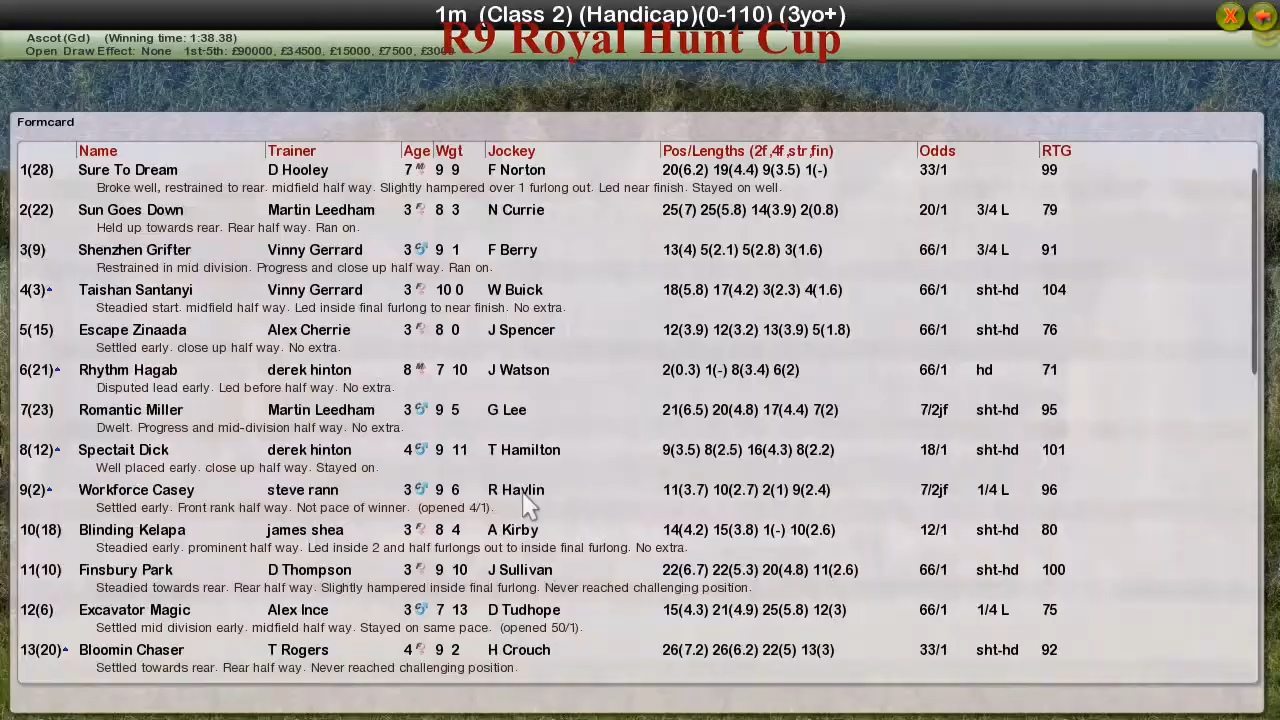 1m (Class 2) (Handicap)(0-110) (3yo+)
R9 Royal Hunt Cup
Ascot(Gd) (Winning time: 1:38.38)
Open Draw Effect: None 1st-5th: £90000, £34500, £15000, £7500, £3000
Formcard
Name Trainer Age Wgt Jockey Pos/Lengths (2f,4f,str,fin) Odds RTG
1(28) Sure To Dream D Hooley 7 9 9 F Norton 20(6.2) 19(4.4) 9(3.5) 1(-) 33/1 99
Broke well, restrained to rear. midfield half way. Slightly hampered over 1 furlong out. Led near finish. Stayed on well.
2(22) Sun Goes Down Martin Leedham 3 8 3 N Currie 25(7) 25(5.8) 14(3.9) 2(0.8) 20/1 3/4 L 79
Held up towards rear. Rear half way. Ran on.
3(9) Shenzhen Grifter Vinny Gerrard 3 9 1 F Berry 13(4) 5(2.1) 5(2.8) 3(1.6) 66/1 3/4 L 91
Restrained in mid division. Progress and close up half way. Ran on.
4(3) Taishan Santanyi Vinny Gerrard 3 10 0 W Buick 18(5.8) 17(4.2) 3(2.3) 4(1.6) 66/1 sht-hd 104
Steadied start. midfield half way. Led inside final furlong to near finish. No extra.
5(15) Escape Zinaada Alex Cherrie 3 8 0 J Spencer 12(3.9) 12(3.2) 13(3.9) 5(1.8) 66/1 sht-hd 76
Settled early. close up half way. No extra.
6(21) Rhythm Hagab derek hinton 8 7 10 J Watson 2(0.3) 1(-) 8(3.4) 6(2) 66/1 hd 71
Disputed lead early. Led before half way. No extra.
7(23) Romantic Miller Martin Leedham 3 9 5 G Lee 21(6.5) 20(4.8) 17(4.4) 7(2) 7/2jf sht-hd 95
Dwelt. Progress and mid-division half way. No extra.
8(12) Spectait Dick derek hinton 4 9 11 T Hamilton 9(3.5) 8(2.5) 16(4.3) 8(2.2) 18/1 sht-hd 101
Well placed early. close up half way. Stayed on.
9(2) Workforce Casey steve rann 3 9 6 R Havlin 11(3.7) 10(2.7) 2(1) 9(2.4) 7/2jf 1/4 L 96
Settled early. Front rank half way. Not pace of winner. (opened 4/1).
10(18) Blinding Kelapa james shea 3 8 4 A Kirby 14(4.2) 15(3.8) 1(-) 10(2.6) 12/1 sht-hd 80
Steadied early. prominent half way. Led inside 2 and half furlongs out to inside final furlong. No extra.
11(10) Finsbury Park D Thompson 3 9 10 J Sullivan 22(6.7) 22(5.3) 20(4.8) 11(2.6) 66/1 sht-hd 100
Steadied towards rear. Rear half way. Slightly hampered inside final furlong. Never reached challenging position.
12(6) Excavator Magic Alex Ince 3 7 13 D Tudhope 15(4.3) 21(4.9) 25(5.8) 12(3) 66/1 1/4 L 75
Settled mid division early. midfield half way. Stayed on same pace. (opened 50/1).
13(20) Bloomin Chaser T Rogers 4 9 2 H Crouch 26(7.2) 26(6.2) 22(5) 13(3) 33/1 sht-hd 92
Settled towards rear. Rear half way. Never reached challenging position.